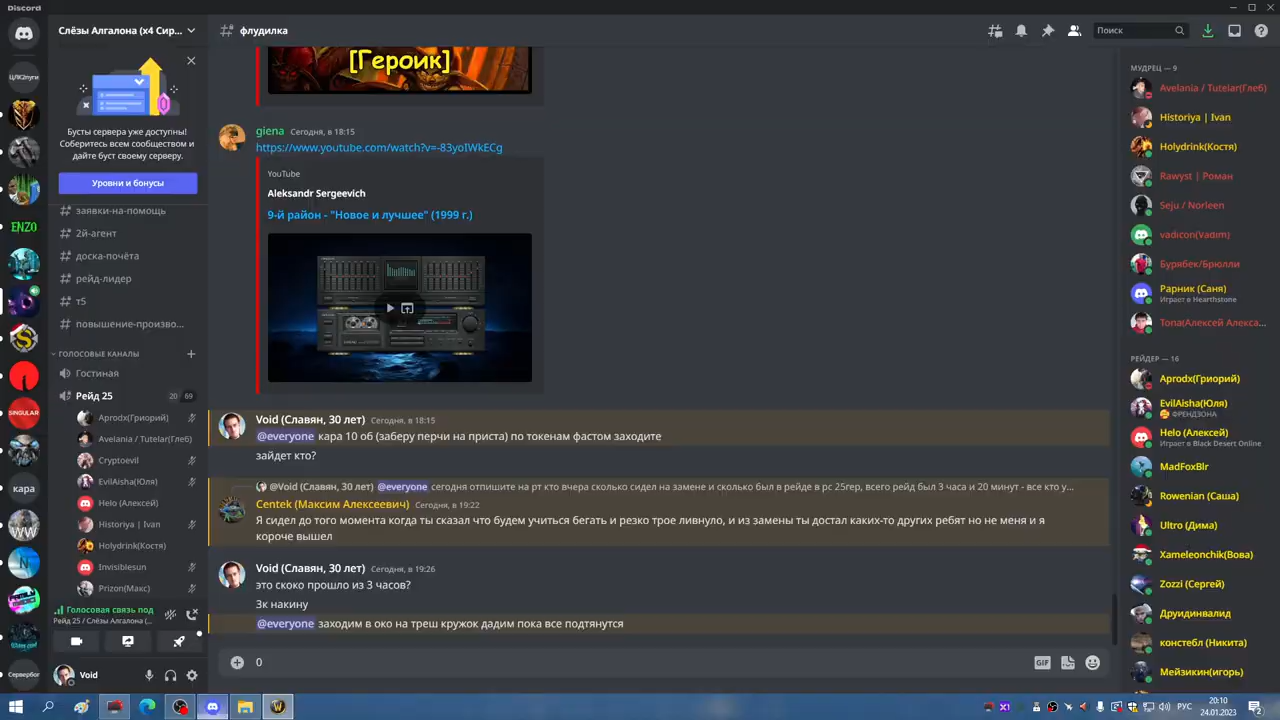 Discord
Слёзы Алгалона (x4 Сир...
флудилка
Поиск
ЦЛК2пуги
ENZO
SINGULAR
кара
WW
Сервербог
Бусты сервера уже доступны!
Соберитесь всем сообществом и
дайте буст своему серверу.
Уровни и бонусы
заявки-на-помощь
2й-агент
доска-почёта
рейд-лидер
т5
повышение-произво...
ГОЛОСОВЫЕ КАНАЛЫ
Гостиная
Рейд 25
20 69
Aprodx(Гриорий)
Avelania / Tutelar(Глеб)
Cryptoevil
EvilAisha(Юля)
Helo (Алексей)
Historiya | Ivan
Holydrink(Костя)
Invisiblesun
Prizon(Макс)
Голосовая связь под
Рейд 25 / Слёзы Алгалона (...
Void
[Героик]
giena Сегодня, в 18:15
https://www.youtube.com/watch?v=-83yoIWkECg
YouTube
Aleksandr Sergeevich
9-й район - "Новое и лучшее" (1999 г.)
Void (Славян, 30 лет) Сегодня, в 18:15
@everyone кара 10 об (заберу перчи на приста) по токенам фастом заходите
зайдет кто?
@Void (Славян, 30 лет) @everyone сегодня отпишите на рт кто вчера сколько сидел на замене и сколько был в рейде в рс 25гер, всего рейд был 3 часа и 20 минут - все кто у...
Centek (Максим Алексеевич) Сегодня, в 19:22
Я сидел до того момента когда ты сказал что будем учиться бегать и резко трое ливнуло, и из замены ты достал каких-то других ребят но не меня и я
короче вышел
Void (Славян, 30 лет) Сегодня, в 19:26
это скоко прошло из 3 часов?
3к накину
@everyone заходим в око на треш кружок дадим пока все подтянутся
0
GIF
МУДРЕЦ — 9
Avelania / Tutelar(Глеб)
Historiya | Ivan
Holydrink(Костя)
Rawyst | Роман
Seju / Norleen
vadicon(Vadim)
Бурябек/Брюлли
Рарник (Саня)
Играет в Hearthstone
Топа(Алексей Алекса...
РЕЙДЕР — 16
Aprodx(Гриорий)
EvilAisha(Юля)
ФРЕНДЗОНА
Helo (Алексей)
Играет в Black Desert Online
MadFoxBlr
Rowenian (Саша)
Ultro (Дима)
Xameleonchik(Вова)
Zozzi (Сергей)
Друидинвалид
констебл (Никита)
Мейзикин(игорь)
РУС
20:10
24.01.2023
2